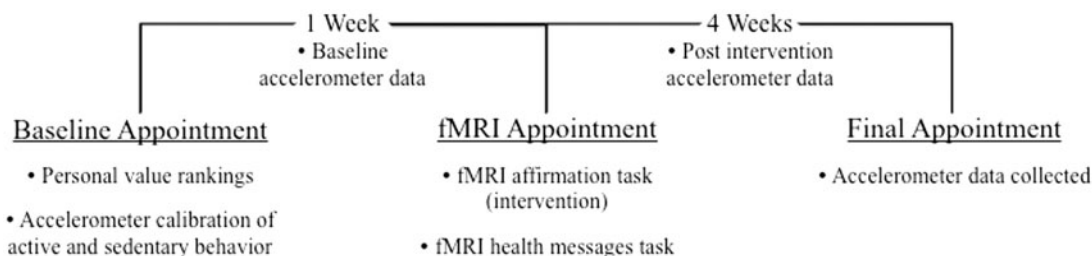 1 Week
• Baseline
accelerometer data
4 Weeks
• Post intervention
accelerometer data
Baseline Appointment
• Personal value rankings
• Accelerometer calibration of
active and sedentary behavior
fMRI Appointment
• fMRI affirmation task
(intervention)
• fMRI health messages task
Final Appointment
• Accelerometer data collected